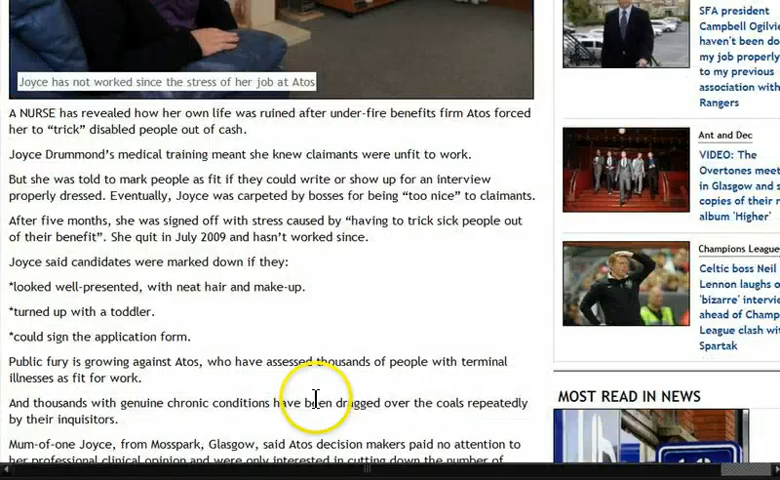 Joyce has not worked since the stress of her job at Atos
A NURSE has revealed how her own life was ruined after under-fire benefits firm Atos forced
her to “trick” disabled people out of cash.
Joyce Drummond’s medical training meant she knew claimants were unfit to work.
But she was told to mark people as fit if they could write or show up for an interview
properly dressed. Eventually, Joyce was carpeted by bosses for being “too nice” to claimants.
After five months, she was signed off with stress caused by “having to trick sick people out
of their benefit”. She quit in July 2009 and hasn’t worked since.
Joyce said candidates were marked down if they:
*looked well-presented, with neat hair and make-up.
*turned up with a toddler.
*could sign the application form.
Public fury is growing against Atos, who have assessed thousands of people with terminal
illnesses as fit for work.
And thousands with genuine chronic conditions have been dragged over the coals repeatedly
by their inquisitors.
Mum-of-one Joyce, from Mosspark, Glasgow, said Atos decision makers paid no attention to
her professional clinical opinion and were only interested in cutting down the number of
SFA president
Campbell Ogilvie
haven't been do
my job properly
to my previous
association with
Rangers
Ant and Dec
VIDEO: The
Overtones meet
in Glasgow and s
copies of their n
album 'Higher'
Champions League
Celtic boss Neil
Lennon laughs o
'bizarre' intervie
ahead of Champ
League clash wit
Spartak
MOST READ IN NEWS